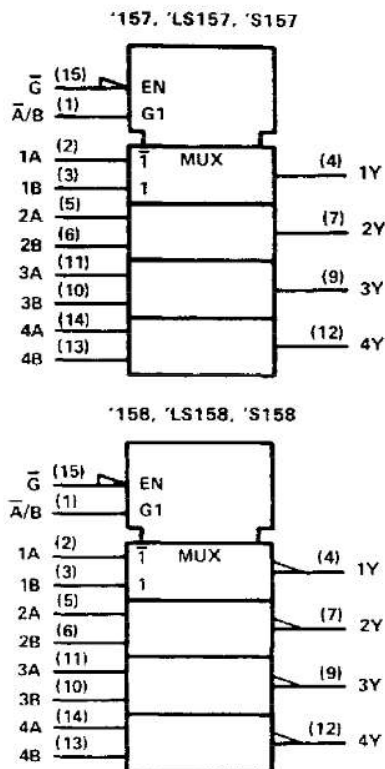 '157, 'LS157, 'S157
G̅ (15) EN
A̅/B (1) G1
1A (2) 1̅ MUX (4) 1Y
1B (3) 1
2A (5) (7) 2Y
2B (6)
3A (11) (9) 3Y
3B (10)
4A (14) (12) 4Y
4B (13)
'158, 'LS158, 'S158
G̅ (15) EN
A̅/B (1) G1
1A (2) 1̅ MUX (4) 1Y
1B (3) 1
2A (5) (7) 2Y
2B (6)
3A (11) (9) 3Y
3B (10)
4A (14) (12) 4Y
4B (13)